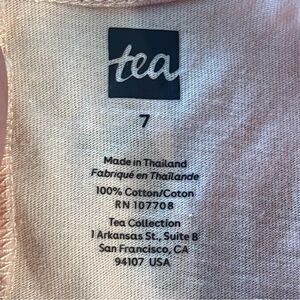 tea
7
Made in Thailand
Fabriqué en Thaïlande
100% Cotton/Coton
RN 107708
Tea Collection
1 Arkansas St., Suite B
San Francisco, CA
94107 USA